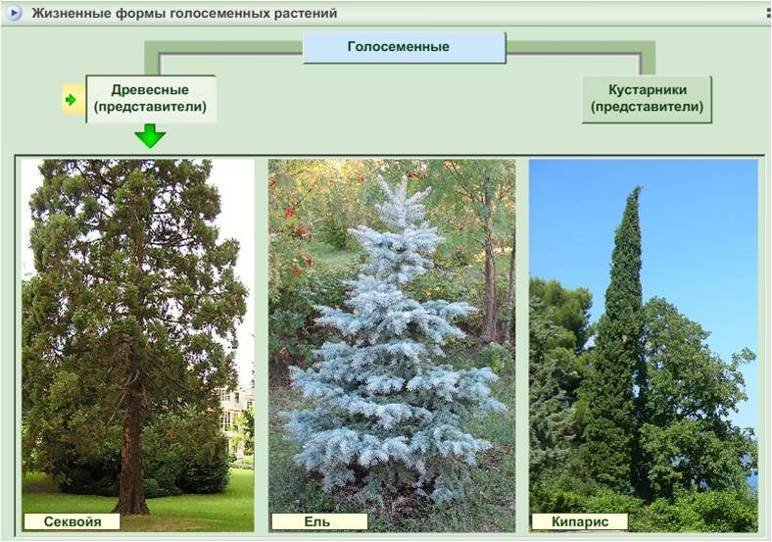 Жизненные формы голосеменных растений
Голосеменные
Древесные
(представители)
Кустарники
(представители)
Секвойя
Ель
Кипарис